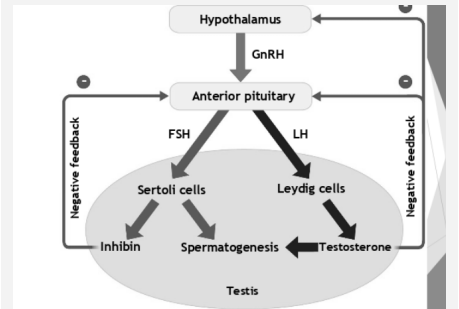 Hypothalamus
GnRH
Anterior pituitary
FSH
LH
Negative feedback
Negative feedback
Sertoli cells
Leydig cells
Inhibin
Spermatogenesis
Testosterone
Testis